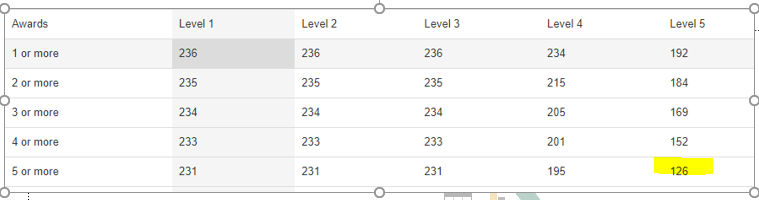 Awards Level 1 Level 2 Level 3 Level 4 Level 5
1 or more 236 236 236 234 192
2 or more 235 235 235 215 184
3 or more 234 234 234 205 169
4 or more 233 233 233 201 152
5 or more 231 231 231 195 126